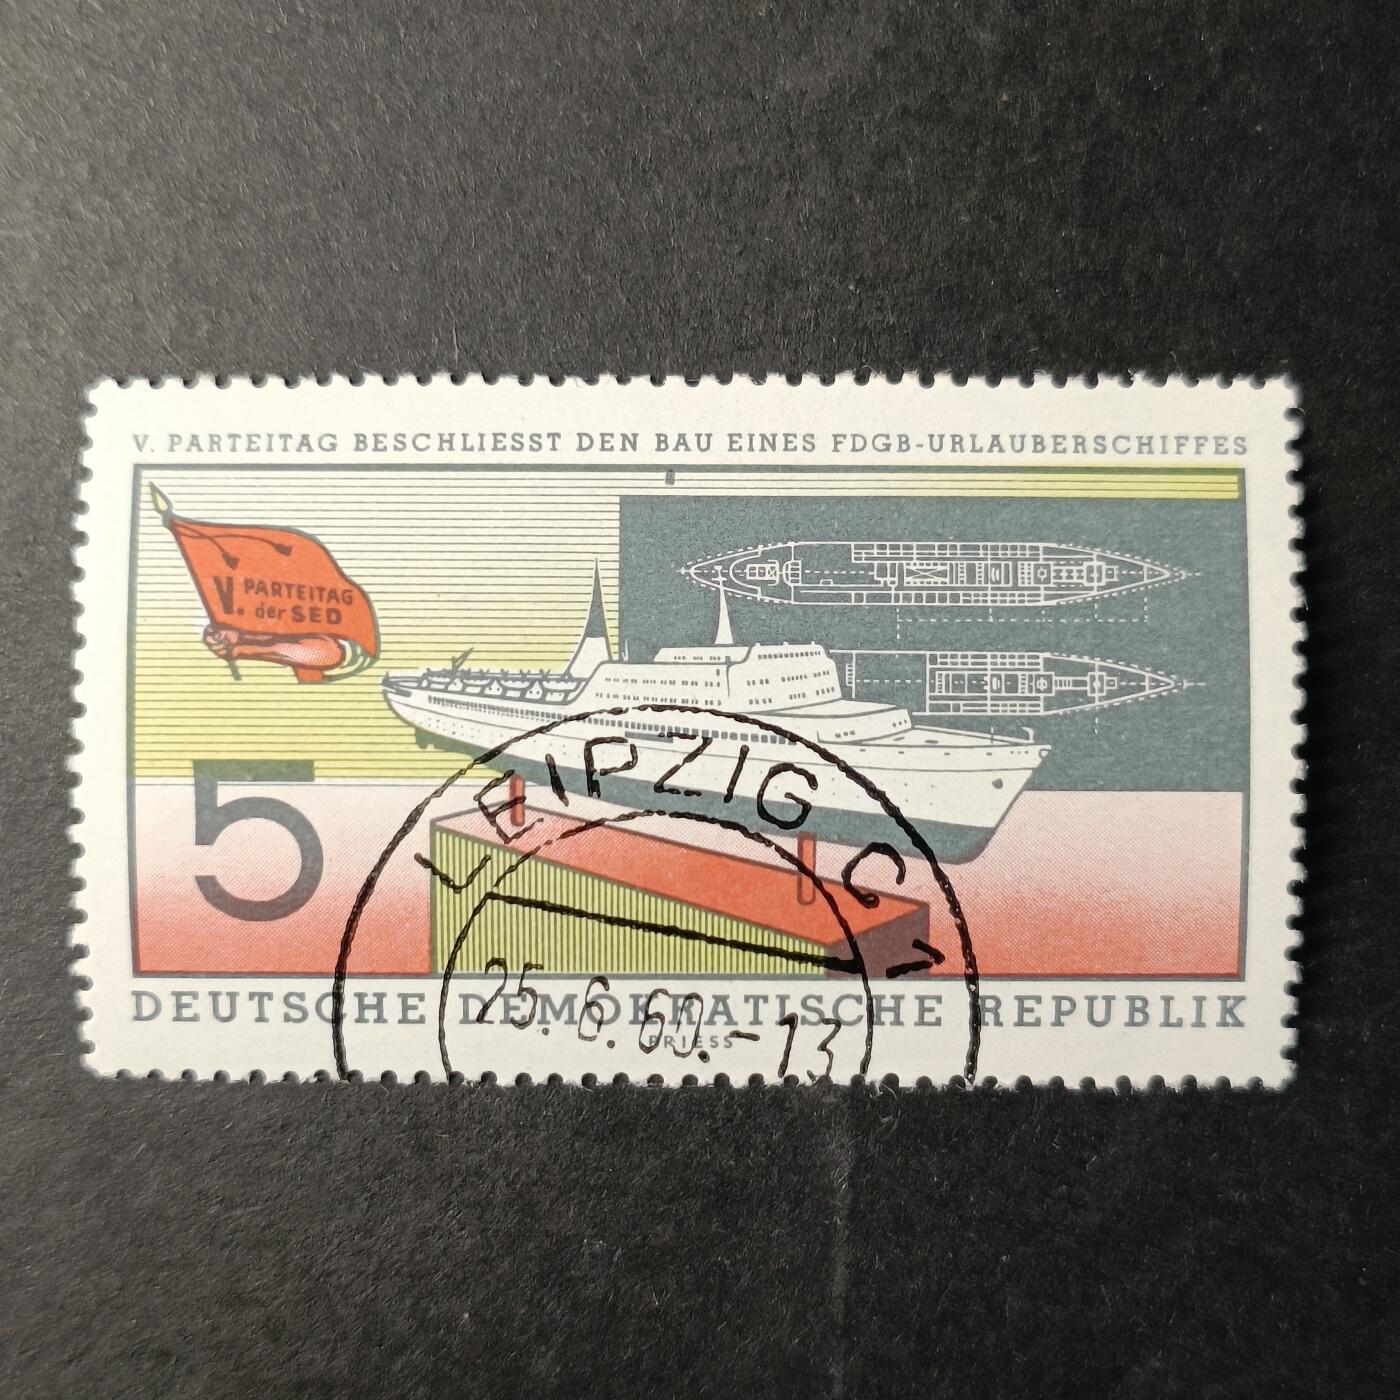 V. PARTEITAG BESCHLIESST DEN BAU EINES FDGB-URLAUBERSCHIFFES
V. PARTEITAG
der SED
5
LEIPZIG C 1
25.6.60.-13
DEUTSCHE DEMOKRATISCHE REPUBLIK
PRIESS